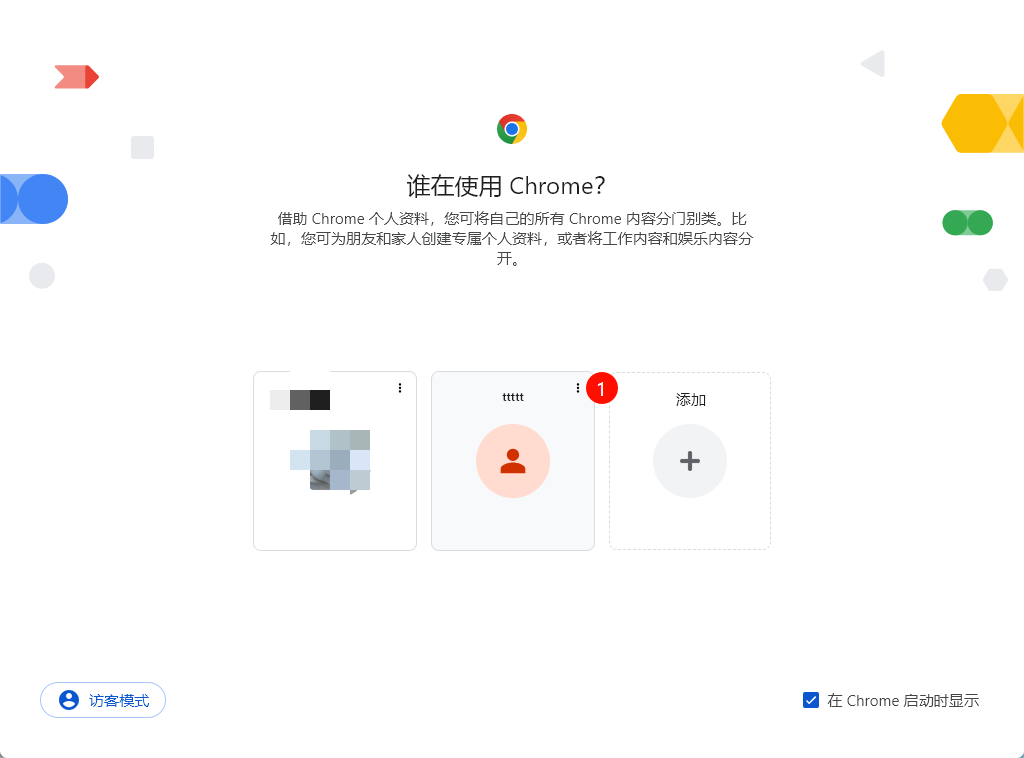 谁在使用 Chrome？
借助 Chrome 个人资料，您可将自己的所有 Chrome 内容分门别类。比
如，您可为朋友和家人创建专属个人资料，或者将工作内容和娱乐内容分
开。
ttttt
1
添加
访客模式
在 Chrome 启动时显示